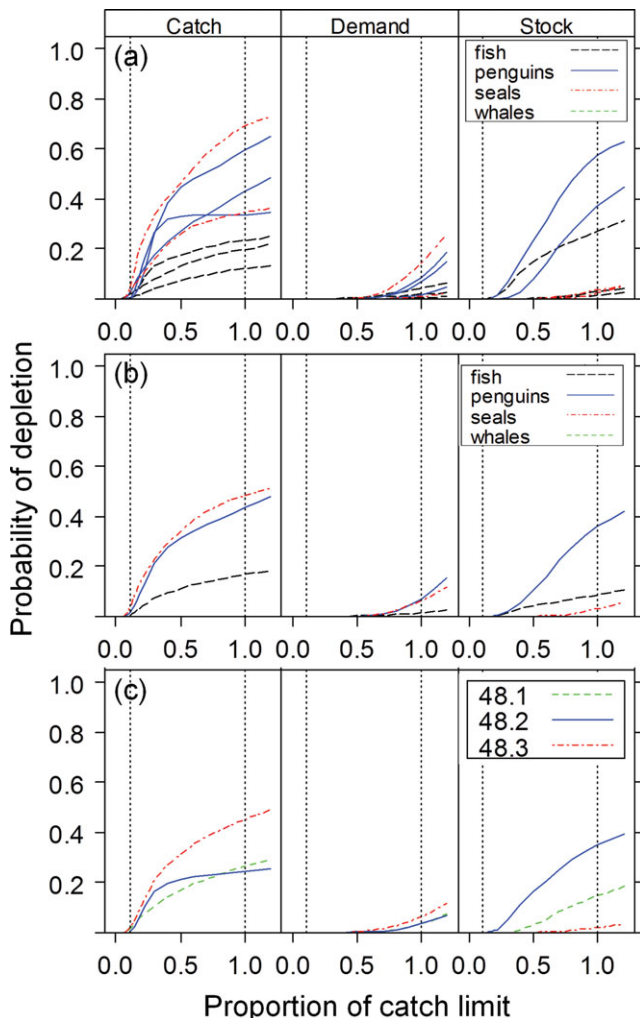 Catch Demand Stock
(a)
1.0
0.8
0.6
0.4
0.2
fish
penguins
seals
whales
0.0 0.5 1.0 0.0 0.5 1.0 0.0 0.5 1.0
(b)
1.0
0.8
0.6
0.4
0.2
fish
penguins
seals
whales
0.0 0.5 1.0 0.0 0.5 1.0 0.0 0.5 1.0
(c)
1.0
0.8
0.6
0.4
0.2
48.1
48.2
48.3
0.0 0.5 1.0 0.0 0.5 1.0 0.0 0.5 1.0
Probability of depletion
Proportion of catch limit